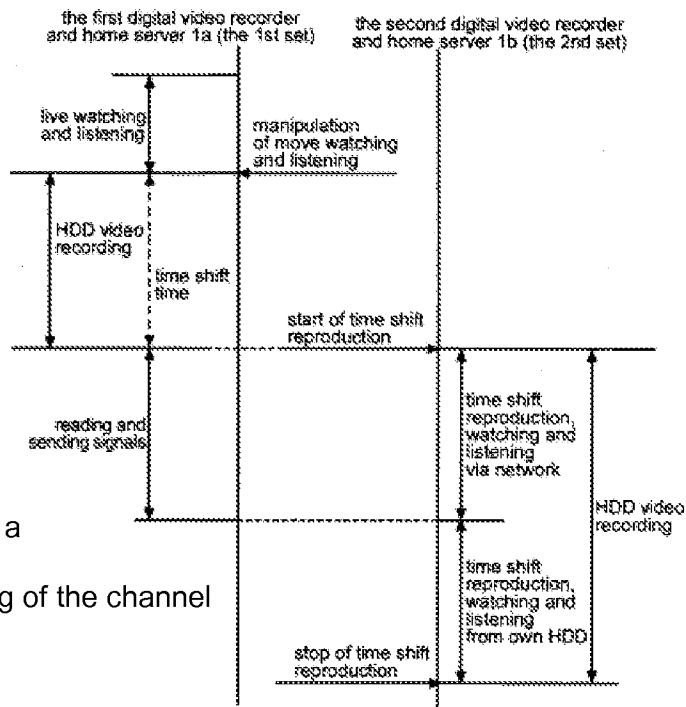 the first digital video recorder
and home server 1a (the 1st set)
the second digital video recorder
and home server 1b (the 2nd set)
live watching
and listening
manipulation
of move watching
and listening
HDD video
recording
time shift
time
start of time shift
reproduction
reading and
sending signals
time shift
reproduction,
watching and
listening
via network
HDD video
recording
a
g of the channel
time shift
reproduction,
watching and
listening
from own HDD
stop of time shift
reproduction